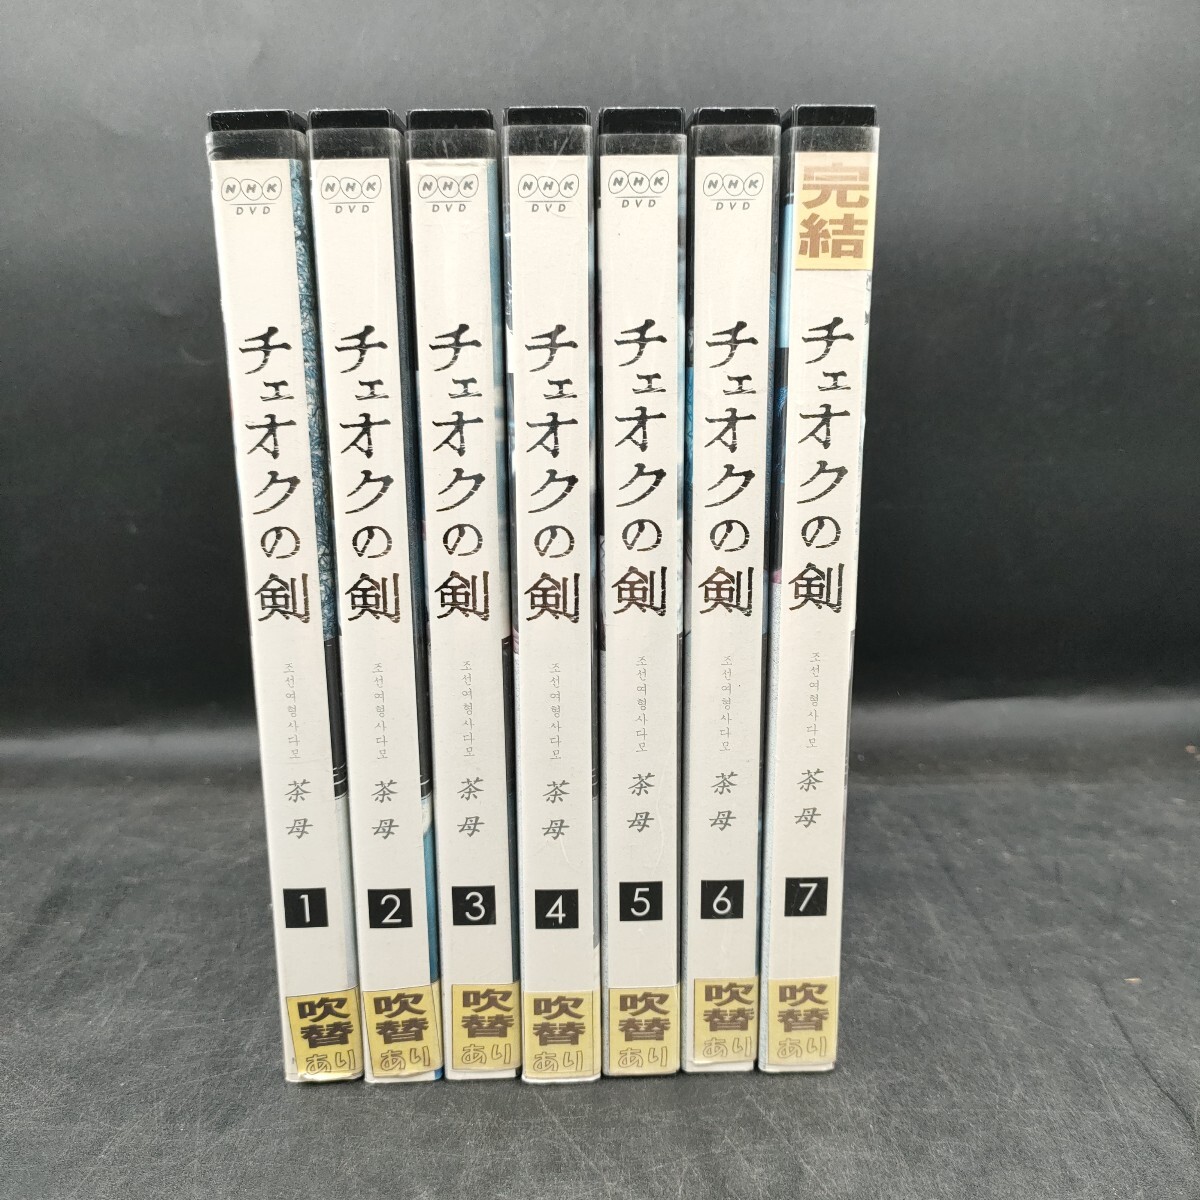 NHK
DVD
チェオクの剣
조선여형사다모
茶母
1
吹替
あり
NHK
DVD
チェオクの剣
조선여형사다모
茶母
2
吹替
あり
NHK
DVD
チェオクの剣
조선여형사다모
茶母
3
吹替
あり
NHK
DVD
チェオクの剣
조선여형사다모
茶母
4
吹替
あり
NHK
DVD
チェオクの剣
조선여형사다모
茶母
5
吹替
あり
NHK
DVD
チェオクの剣
조선여형사다모
茶母
6
吹替
あり
完結
チェオクの剣
조선여형사다모
茶母
7
吹替
あり